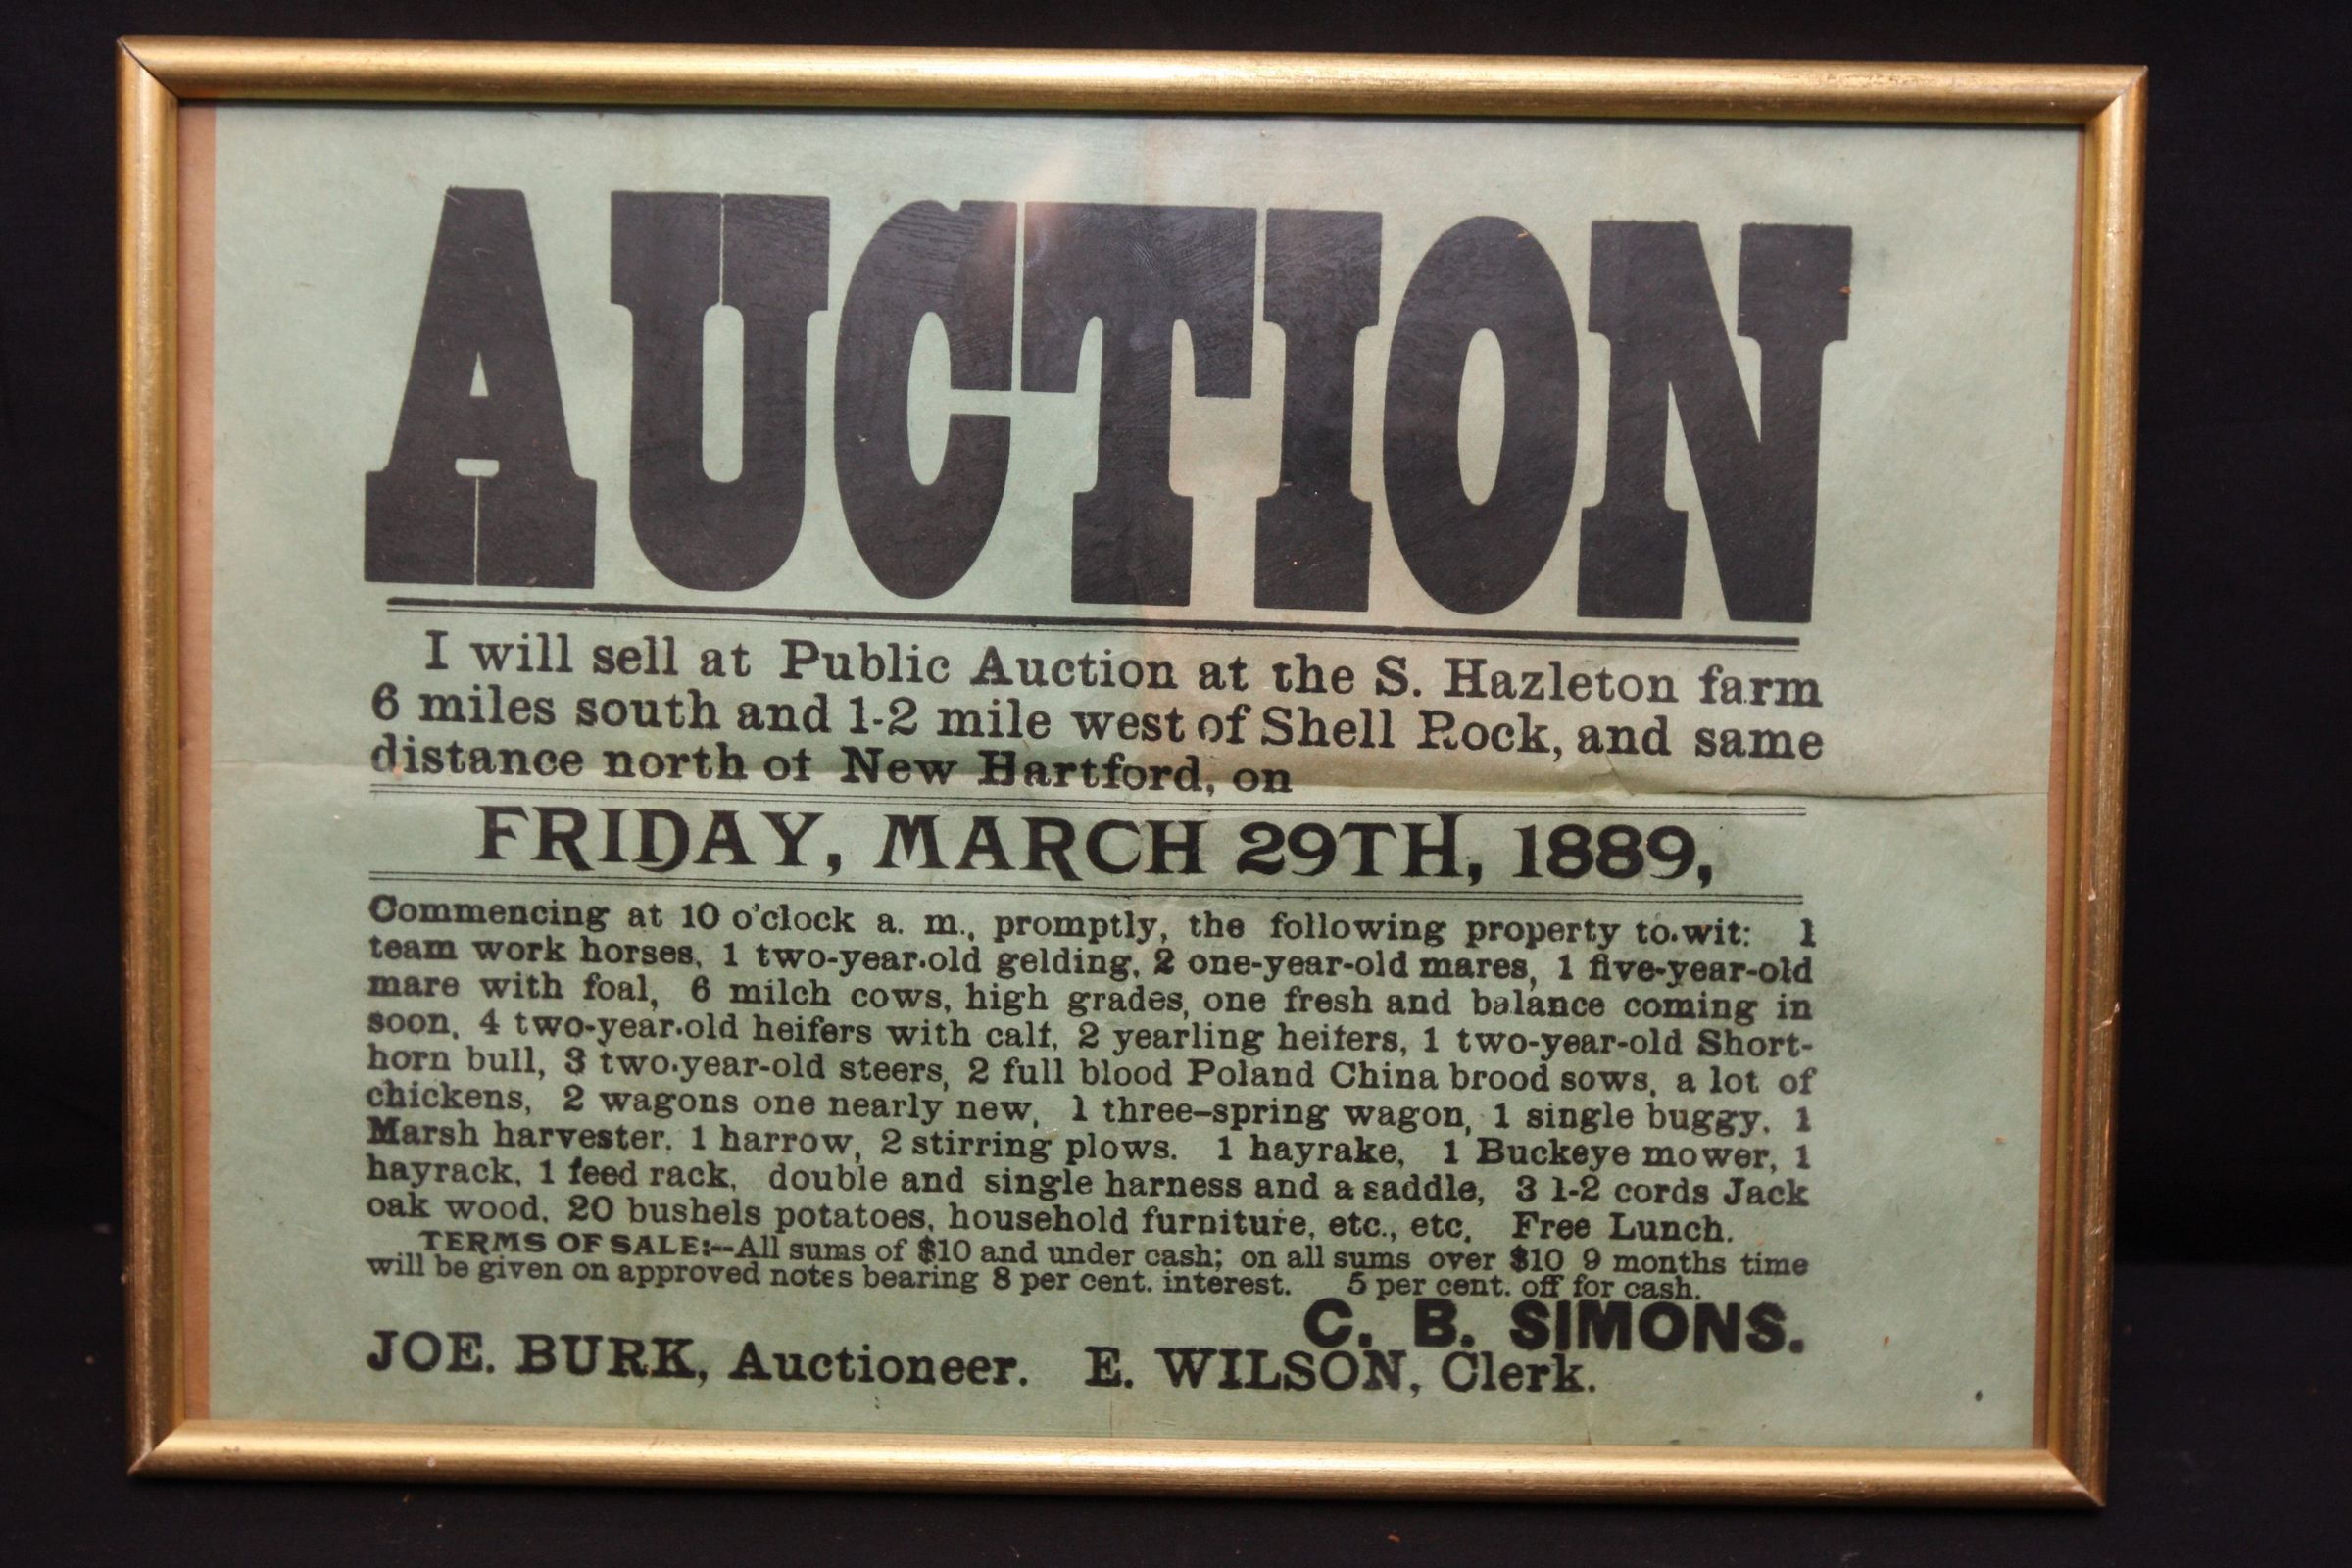 AUCTION
I will sell at Public Auction at the S. Hazleton farm
6 miles south and 1-2 mile west of Shell Rock, and same
distance north of New Hartford, on
FRIDAY, MARCH 29TH, 1889,
Commencing at 10 o'clock a. m., promptly, the following property to-wit: 1
team work horses, 1 two-year-old gelding, 2 one-year-old mares, 1 five-year-old
mare with foal, 6 milch cows, high grades, one fresh and balance coming in
soon, 4 two-year-old heifers with calf, 2 yearling heifers, 1 two-year-old Short-
horn bull, 3 two-year-old steers, 2 full blood Poland China brood sows, a lot of
chickens, 2 wagons one nearly new, 1 three-spring wagon, 1 single buggy, 1
Marsh harvester. 1 harrow, 2 stirring plows. 1 hayrake, 1 Buckeye mower, 1
hayrack, 1 feed rack, double and single harness and a saddle, 3 1-2 cords Jack
oak wood, 20 bushels potatoes, household furniture, etc., etc. Free Lunch.
TERMS OF SALE:--All sums of $10 and under cash; on all sums over $10 9 months time
will be given on approved notes bearing 8 per cent. interest. 5 per cent. off for cash.
C. B. SIMONS.
JOE. BURK, Auctioneer. E. WILSON, Clerk.